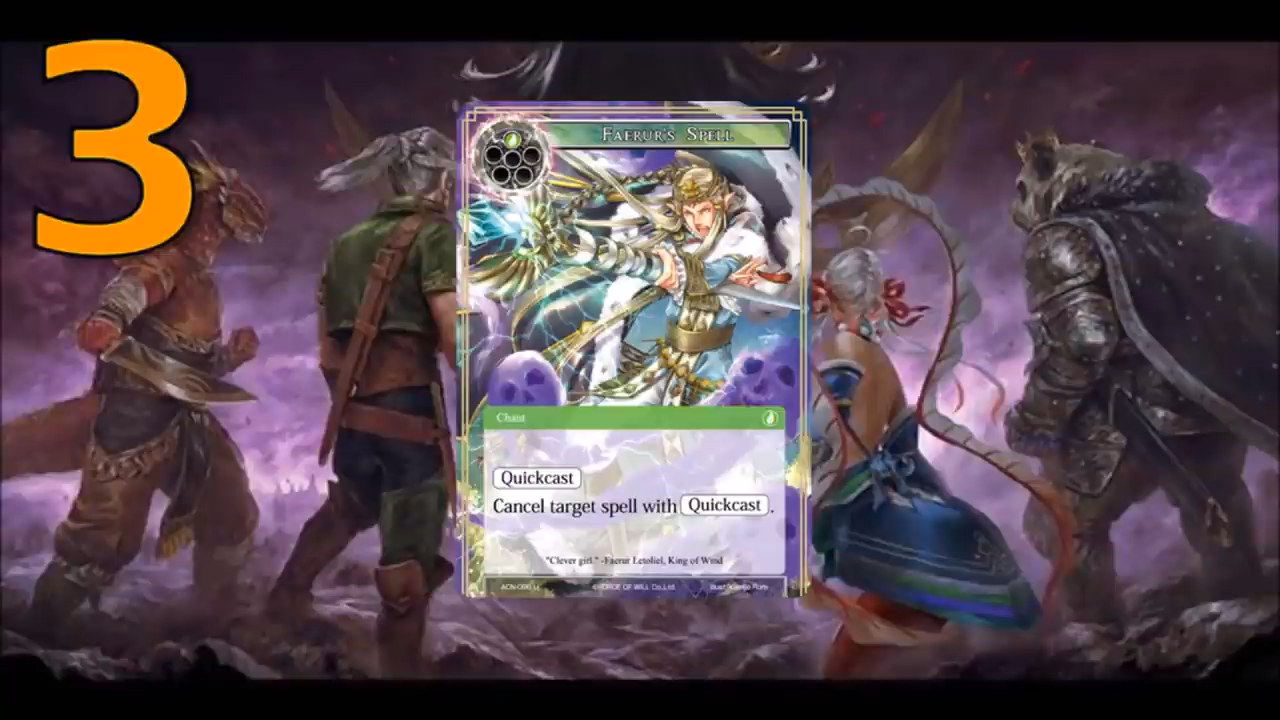 3
FAERUR'S SPELL
Chant
Quickcast
Cancel target spell with Quickcast.
"Clever girl." -Faerur Letoliel, King of Wind
©FORCE OF WILL Co.,Ltd.